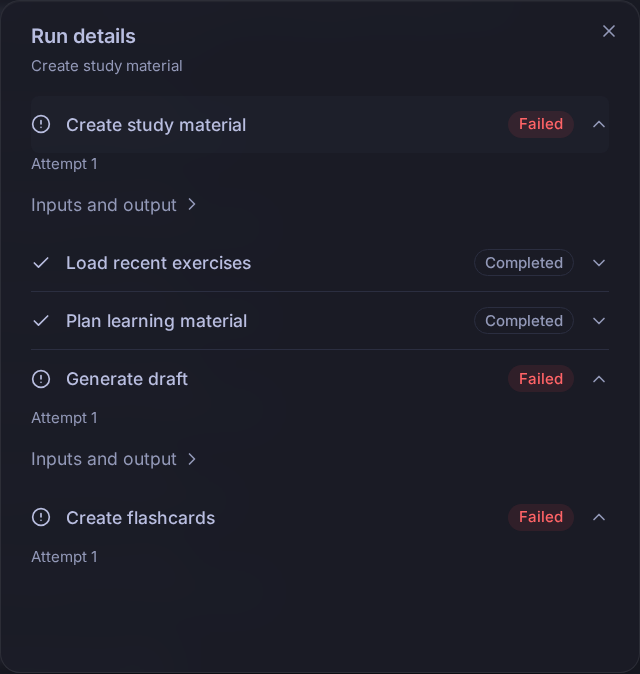 Run details
Create study material
Create study material Failed
Attempt 1
Inputs and output
Load recent exercises Completed
Plan learning material Completed
Generate draft Failed
Attempt 1
Inputs and output
Create flashcards Failed
Attempt 1